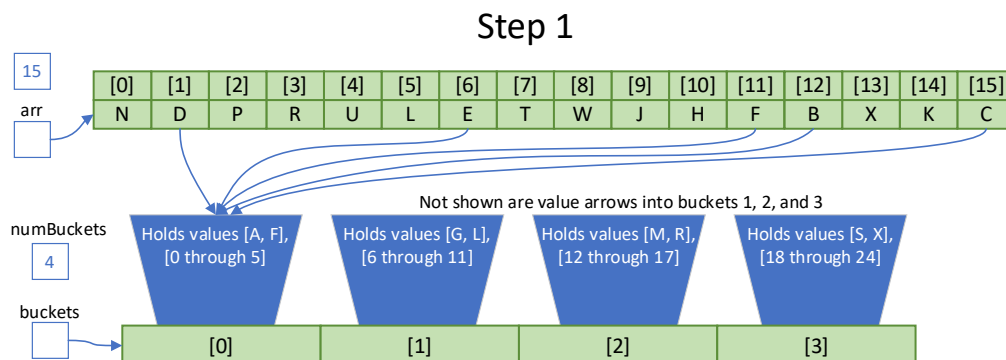 Step 1
15
[0] [1] [2] [3] [4] [5] [6] [7] [8] [9] [10] [11] [12] [13] [14] [15]
arr
N D P R U L E T W J H F B X K C
Not shown are value arrows into buckets 1, 2, and 3
numBuckets
4
Holds values [A, F],
[0 through 5]
Holds values [G, L],
[6 through 11]
Holds values [M, R],
[12 through 17]
Holds values [S, X],
[18 through 24]
buckets
[0] [1] [2] [3]